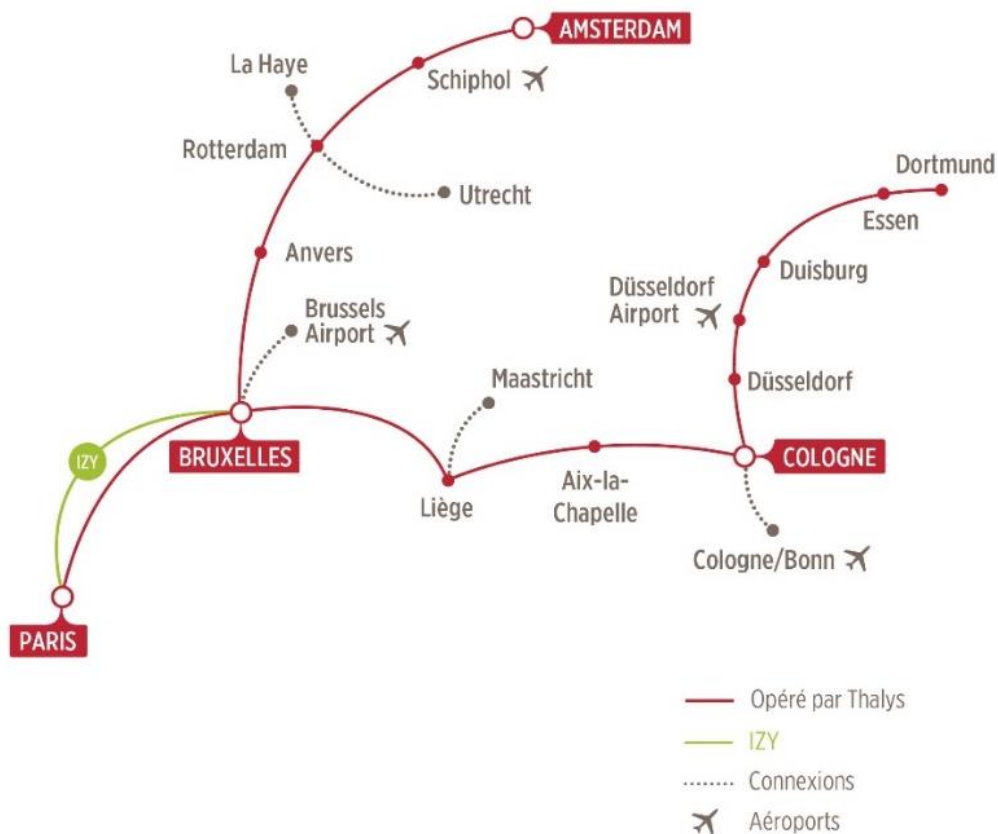 AMSTERDAM
La Haye
Schiphol
Rotterdam
Utrecht
Dortmund
Essen
Anvers
Duisburg
Brussels
Airport
Düsseldorf
Airport
Maastricht
Düsseldorf
IZY
BRUXELLES
COLOGNE
Liège
Aix-la-
Chapelle
Cologne/Bonn
PARIS
Opéré par Thalys
IZY
Connexions
Aéroports